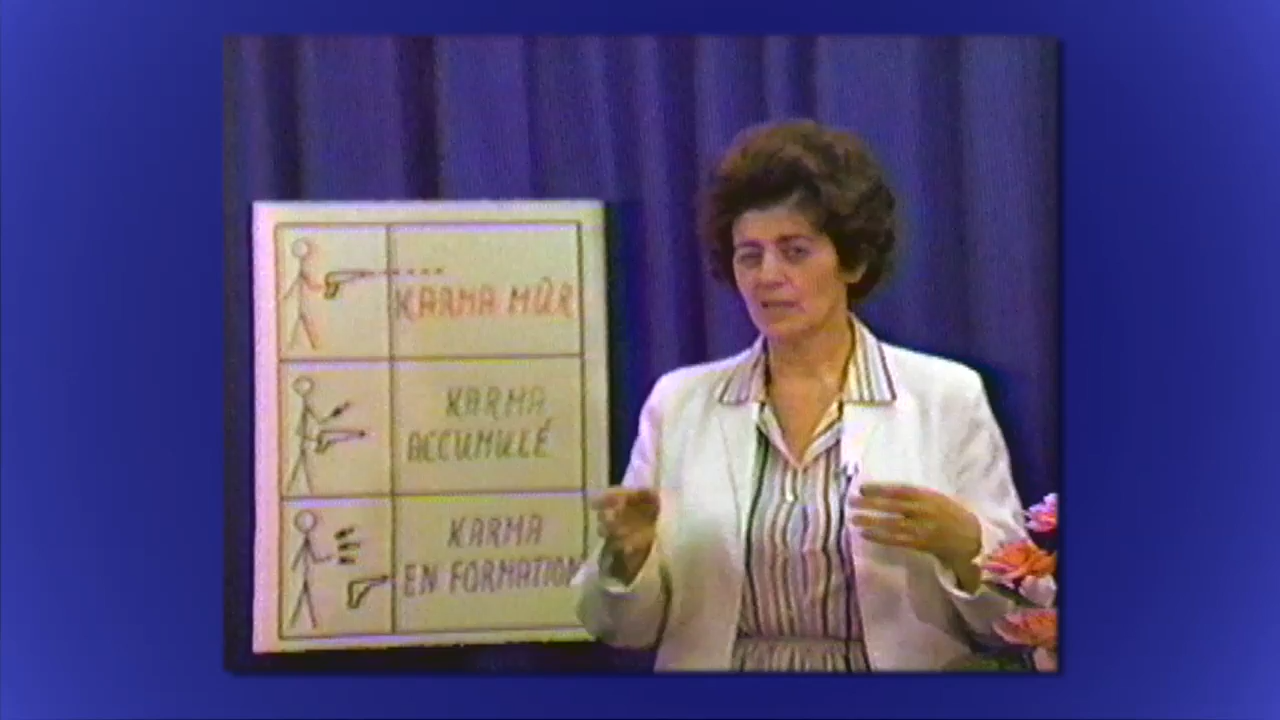 KARMA MÛR
KARMA
ACCUMULÉ
KARMA
EN FORMATION